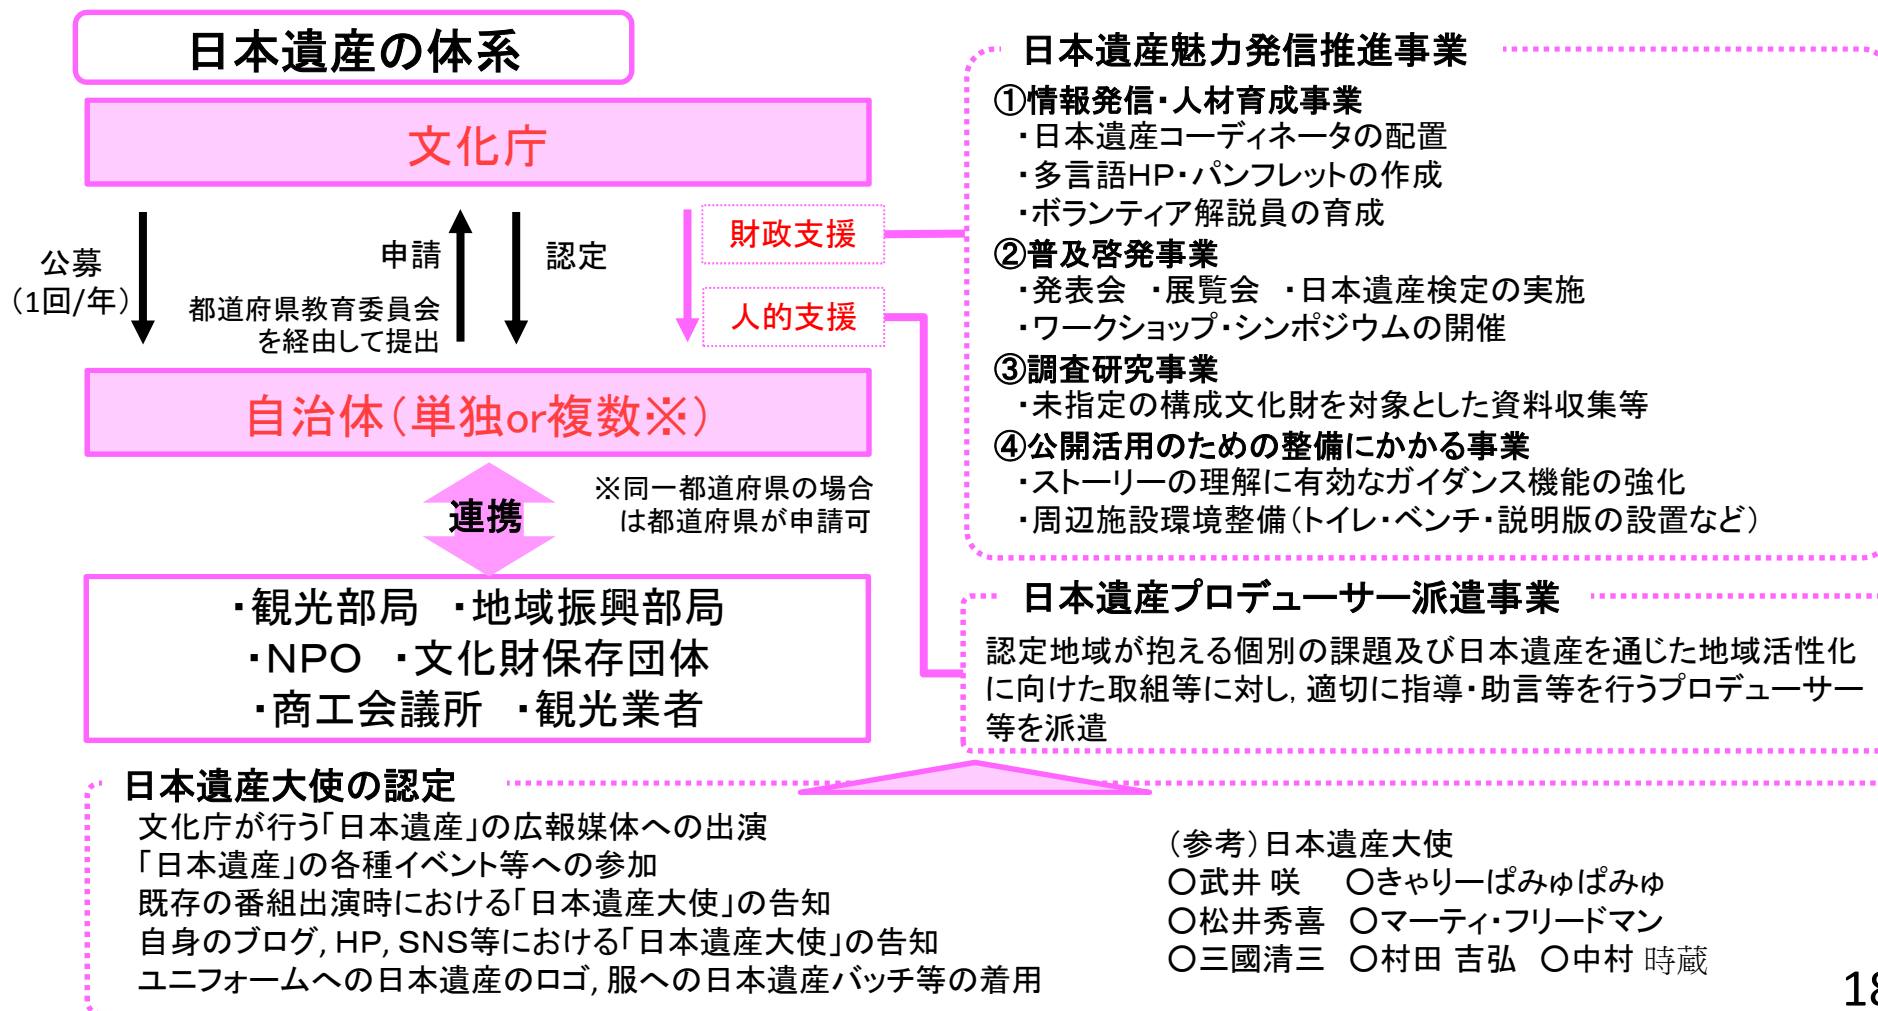 日本遺産の体系
文化庁
公募
(1回/年)
申請
都道府県教育委員会
を経由して提出
認定
財政支援
人的支援
自治体(単独or複数※)
連携
※同一都道府県の場合
は都道府県が申請可
・観光部局　・地域振興部局
・NPO　・文化財保存団体
・商工会議所　・観光業者
日本遺産魅力発信推進事業
①情報発信・人材育成事業
・日本遺産コーディネータの配置
・多言語HP・パンフレットの作成
・ボランティア解説員の育成
②普及啓発事業
・発表会　・展覧会　・日本遺産検定の実施
・ワークショップ・シンポジウムの開催
③調査研究事業
・未指定の構成文化財を対象とした資料収集等
④公開活用のための整備にかかる事業
・ストーリーの理解に有効なガイダンス機能の強化
・周辺施設環境整備(トイレ・ベンチ・説明版の設置など)
日本遺産プロデューサー派遣事業
認定地域が抱える個別の課題及び日本遺産を通じた地域活性化
に向けた取組等に対し,適切に指導・助言等を行うプロデューサー
等を派遣
日本遺産大使の認定
文化庁が行う「日本遺産」の広報媒体への出演
「日本遺産」の各種イベント等への参加
既存の番組出演時における「日本遺産大使」の告知
自身のブログ,HP,SNS等における「日本遺産大使」の告知
ユニフォームへの日本遺産のロゴ,服への日本遺産バッチ等の着用
(参考)日本遺産大使
○武井 咲　○きゃりーぱみゅぱみゅ
○松井秀喜　○マーティ・フリードマン
○三國清三　○村田 吉弘　○中村 時蔵
18